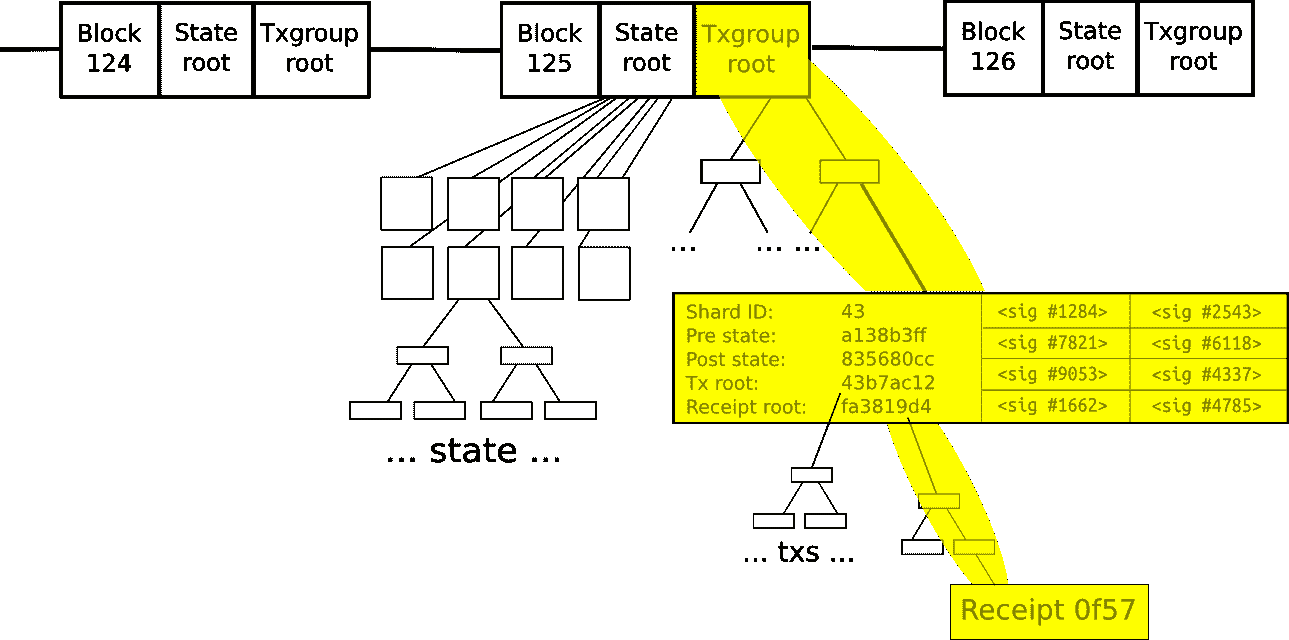 Block 124
State root
Txgroup root
Block 125
State root
Txgroup root
Block 126
State root
Txgroup root
...
... ...
Shard ID: 43
Pre state: a138b3ff
Post state: 835680cc
Tx root: 43b7ac12
Receipt root: fa3819d4
<sig #1284> <sig #2543>
<sig #7821> <sig #6118>
<sig #9053> <sig #4337>
<sig #1662> <sig #4785>
... state ...
... txs ...
Receipt 0f57